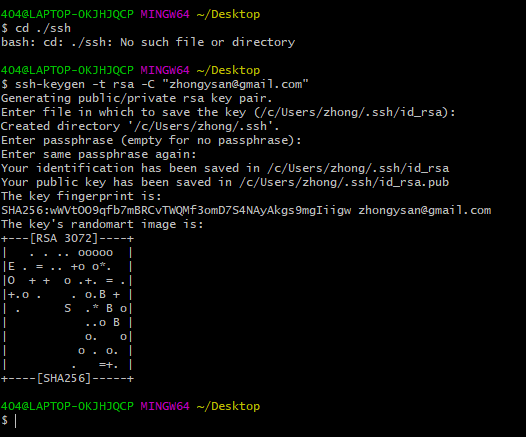 404@LAPTOP-OKJHJQCP MINGW64 ~/Desktop
$ cd ./ssh
bash: cd: ./ssh: No such file or directory
404@LAPTOP-OKJHJQCP MINGW64 ~/Desktop
$ ssh-keygen -t rsa -C "zhongysan@gmail.com"
Generating public/private rsa key pair.
Enter file in which to save the key (/c/Users/zhong/.ssh/id_rsa):
Created directory '/c/Users/zhong/.ssh'.
Enter passphrase (empty for no passphrase):
Enter same passphrase again:
Your identification has been saved in /c/Users/zhong/.ssh/id_rsa
Your public key has been saved in /c/Users/zhong/.ssh/id_rsa.pub
The key fingerprint is:
SHA256:wWVtOO9qfb7mBRCvTWQMf3omD7S4NAyAkgs9mgIiigw zhongysan@gmail.com
The key's randomart image is:
+---[RSA 3072]----+
|   . . .. ooooo  |
|E . = .. +o o*.  |
|O  + +  o .+. = .|
|+.o .    . o.B + |
| .      S  .* B o|
|           ..o B |
|           o.   o|
|          o . o. |
|         .   =+. |
+----[SHA256]-----+
404@LAPTOP-OKJHJQCP MINGW64 ~/Desktop
$